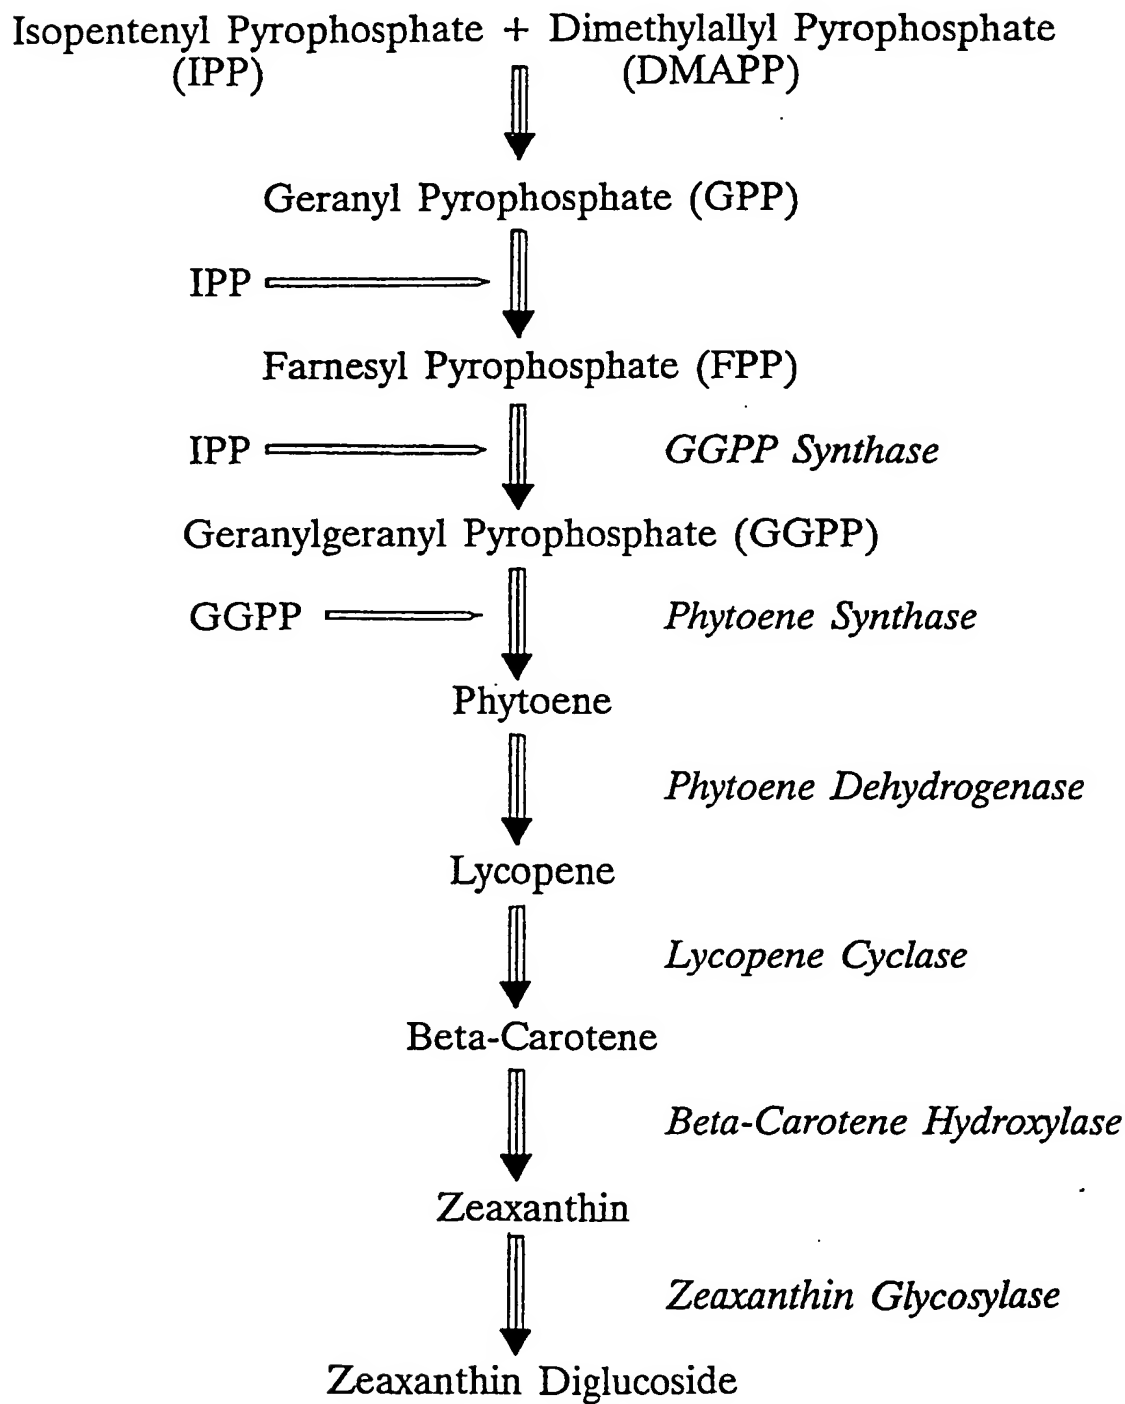 Isopentenyl Pyrophosphate + Dimethylallyl Pyrophosphate
(IPP) (DMAPP)
Geranyl Pyrophosphate (GPP)
IPP
Farnesyl Pyrophosphate (FPP)
IPP GGPP Synthase
Geranylgeranyl Pyrophosphate (GGPP)
GGPP Phytoene Synthase
Phytoene
Phytoene Dehydrogenase
Lycopene
Lycopene Cyclase
Beta-Carotene
Beta-Carotene Hydroxylase
Zeaxanthin
Zeaxanthin Glycosylase
Zeaxanthin Diglucoside